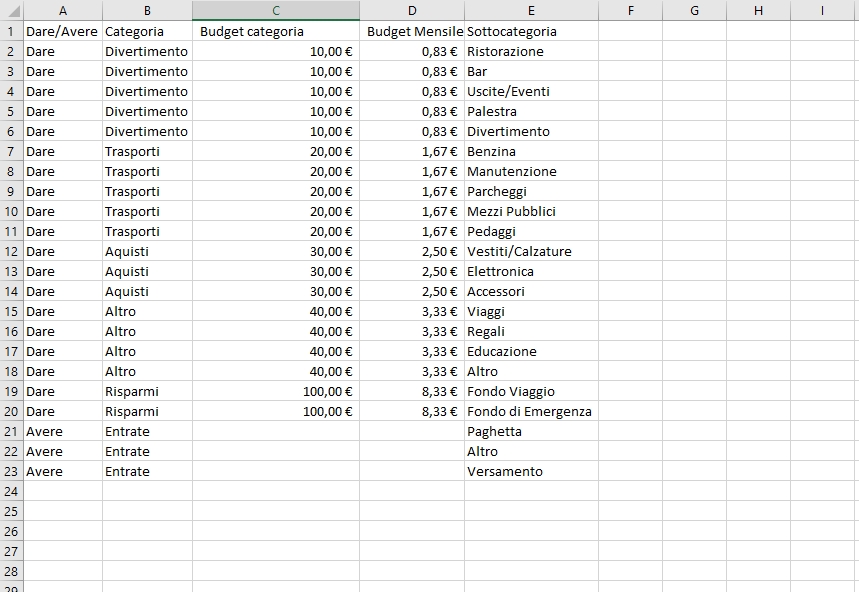 A B C D E F G H I
1 Dare/Avere Categoria Budget categoria Budget Mensile Sottocategoria
2 Dare Divertimento 10,00 € 0,83 € Ristorazione
3 Dare Divertimento 10,00 € 0,83 € Bar
4 Dare Divertimento 10,00 € 0,83 € Uscite/Eventi
5 Dare Divertimento 10,00 € 0,83 € Palestra
6 Dare Divertimento 10,00 € 0,83 € Divertimento
7 Dare Trasporti 20,00 € 1,67 € Benzina
8 Dare Trasporti 20,00 € 1,67 € Manutenzione
9 Dare Trasporti 20,00 € 1,67 € Parcheggi
10 Dare Trasporti 20,00 € 1,67 € Mezzi Pubblici
11 Dare Trasporti 20,00 € 1,67 € Pedaggi
12 Dare Aquisti 30,00 € 2,50 € Vestiti/Calzature
13 Dare Aquisti 30,00 € 2,50 € Elettronica
14 Dare Aquisti 30,00 € 2,50 € Accessori
15 Dare Altro 40,00 € 3,33 € Viaggi
16 Dare Altro 40,00 € 3,33 € Regali
17 Dare Altro 40,00 € 3,33 € Educazione
18 Dare Altro 40,00 € 3,33 € Altro
19 Dare Risparmi 100,00 € 8,33 € Fondo Viaggio
20 Dare Risparmi 100,00 € 8,33 € Fondo di Emergenza
21 Avere Entrate Paghetta
22 Avere Entrate Altro
23 Avere Entrate Versamento
24
25
26
27
28
29